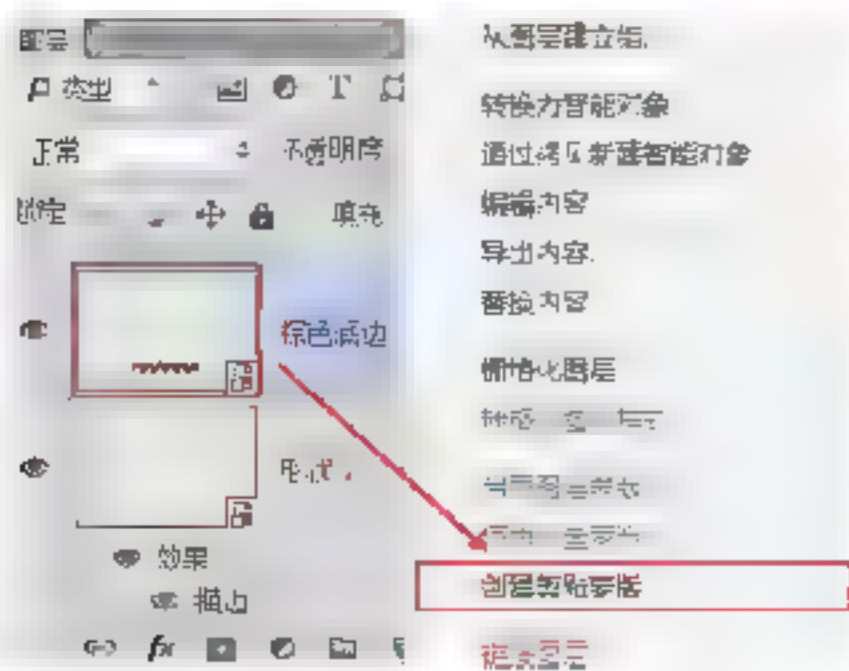 图层
类型
T
正常
不透明度
锁定
填充
棕色底边
效果
描边
fx
从图层建立组.
转换为智能对象
通过拷贝新建智能对象
编辑内容
导出内容.
替换内容
栅格化图层
创建剪贴蒙版